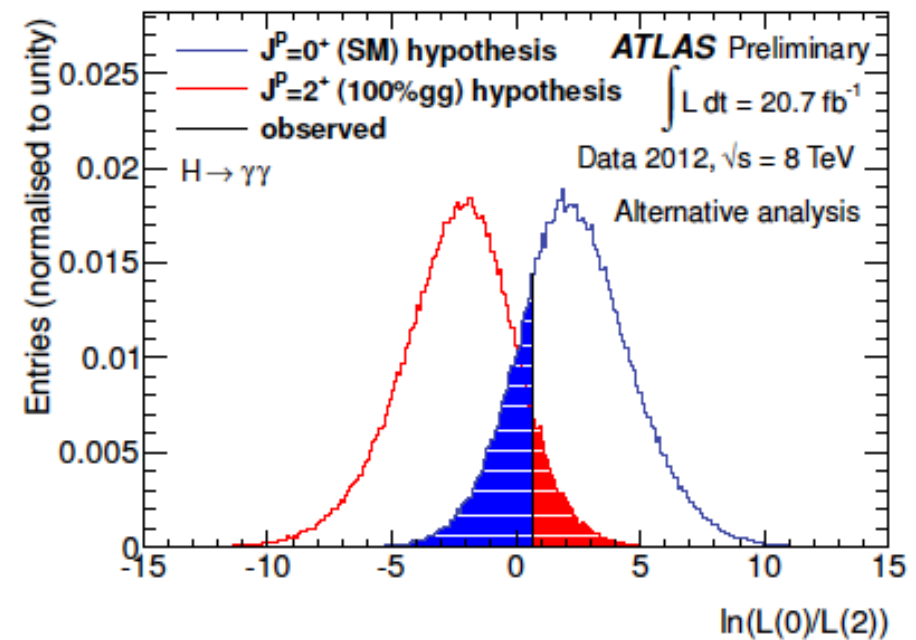 J^P=0⁺ (SM) hypothesis
J^P=2⁺ (100%gg) hypothesis
observed
H→γγ
ATLAS Preliminary
∫L dt = 20.7 fb⁻¹
Data 2012, √s = 8 TeV
Alternative analysis
Entries (normalised to unity)
0.025
0.02
0.015
0.01
0.005
0
-15 -10 -5 0 5 10 15
ln(L(0)/L(2))